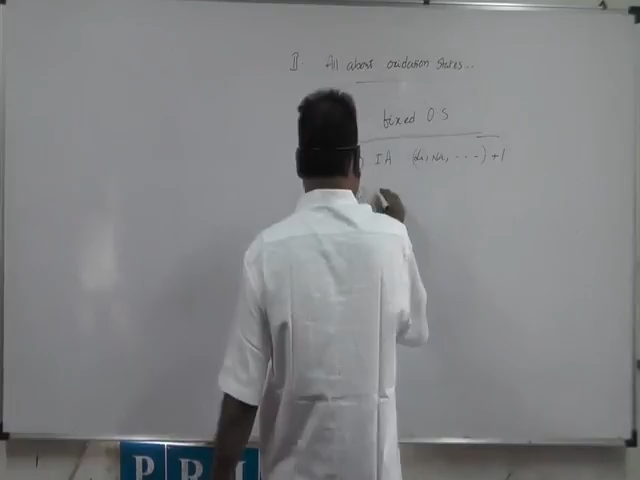 II. All about oxidation states...
fixed O.S
) IA (Li, Na, ....) +1
P R I